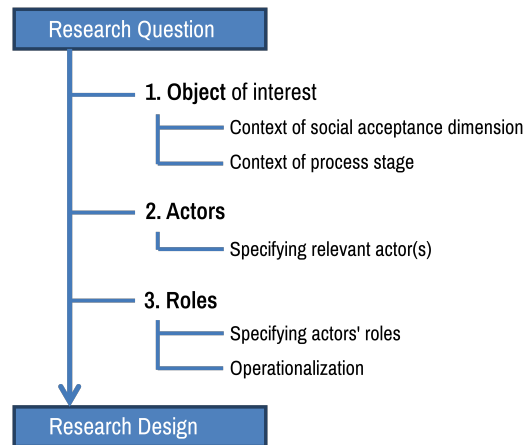 Research Question
1. Object of interest
Context of social acceptance dimension
Context of process stage
2. Actors
Specifying relevant actor(s)
3. Roles
Specifying actors' roles
Operationalization
Research Design